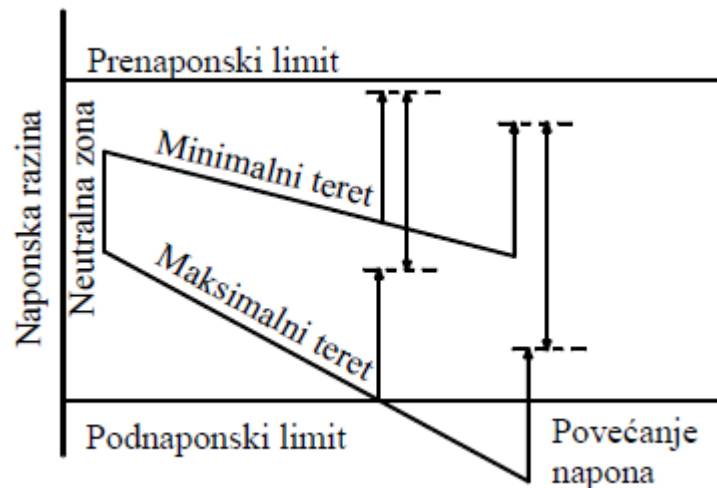 Prenaponski limit
Naponska razina
Neutralna zona
Minimalni teret
Maksimalni teret
Podnaponski limit
Povećanje
napona